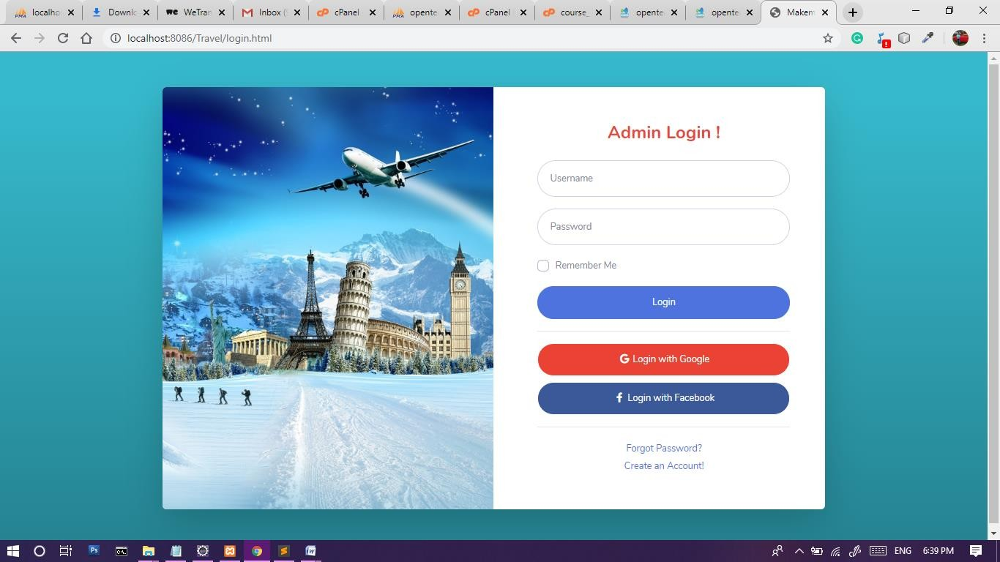 localho
Downlo
WeTran
Inbox (
cPanel
opente
cPanel
course_
opente
opente
Makem
localhost:8086/Travel/login.html
Admin Login !
Username
Password
Remember Me
Login
G Login with Google
f Login with Facebook
Forgot Password?
Create an Account!
ENG 6:39 PM